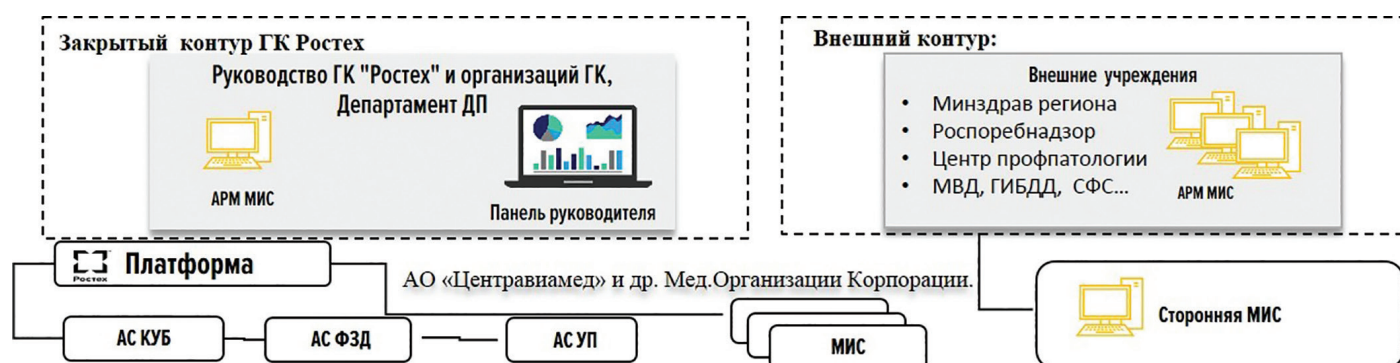 Закрытый контур ГК Ростех
Руководство ГК "Ростех" и организаций ГК,
Департамент ДП
АРМ МИС
Панель руководителя
Внешний контур:
Внешние учреждения
• Минздрав региона
• Роспоребнадзор
• Центр профпатологии
• МВД, ГИБДД, СФС...
АРМ МИС
Ростех
Платформа
АО «Центравиамед» и др. Мед.Организации Корпорации.
АС КУБ
АС ФЗД
АС УП
МИС
Сторонняя МИС